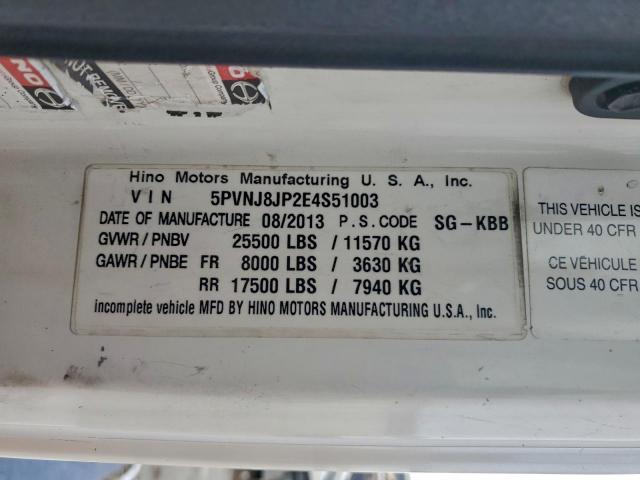 Hino Motors Manufacturing U. S. A., Inc.
VIN 5PVNJ8JP2E4S51003
DATE OF MANUFACTURE 08/2013 P.S.CODE SG-KBB
GVWR/PNBV 25500 LBS / 11570 KG
GAWR/PNBE FR 8000 LBS / 3630 KG
RR 17500 LBS / 7940 KG
incomplete vehicle MFD BY HINO MOTORS MANUFACTURING U.S.A., Inc.
THIS VEHICLE IS
UNDER 40 CFR
CE VÉHICULE
SOUS 40 CFR